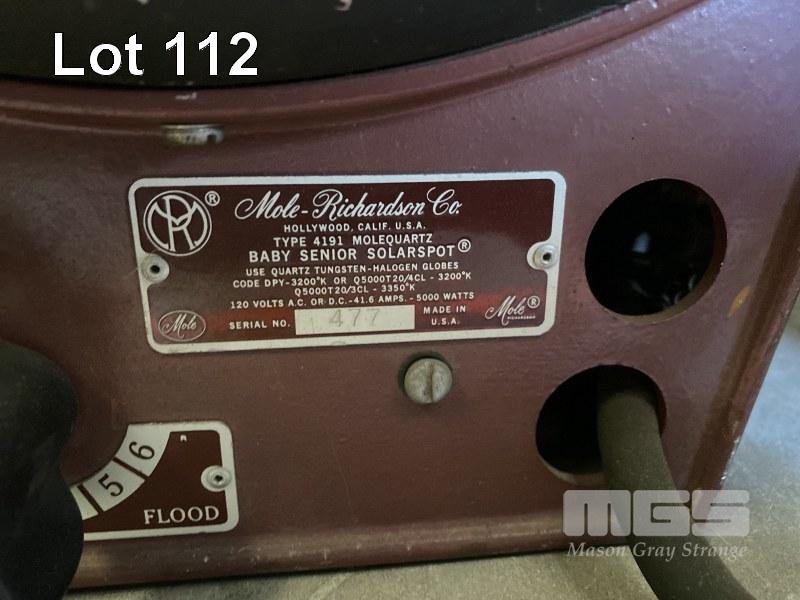 Lot 112
Mole-Richardson Co.
HOLLYWOOD, CALIF. U.S.A.
TYPE 4191 MOLEQUARTZ
BABY SENIOR SOLARSPOT®
USE QUARTZ TUNGSTEN-HALOGEN GLOBES
CODE DPY-3200°K OR Q5000T20/4CL - 3200°K
Q5000T20/3CL - 3350°K
120 VOLTS A.C. OR D.C.-41.6 AMPS.-5000 WATTS
Mole SERIAL NO. 477 MADE IN U.S.A. Mole® RICHARDSON
5 6
FLOOD
MGS
Mason Gray Strange